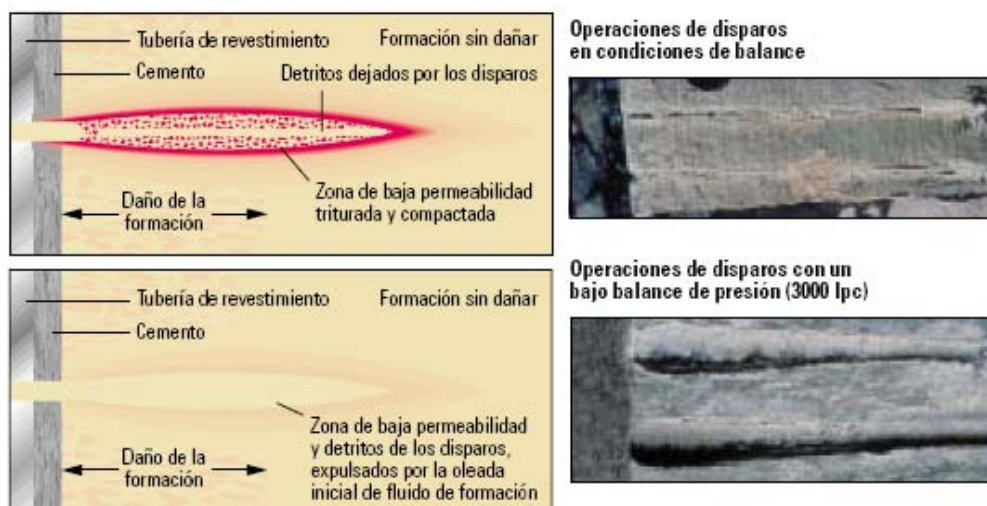 Tubería de revestimiento
Formación sin dañar
Cemento
Detritos dejados por los disparos
Zona de baja permeabilidad
triturada y compactada
Daño de la
formación
Operaciones de disparos
en condiciones de balance
Tubería de revestimiento
Formación sin dañar
Cemento
Zona de baja permeabilidad
y detritos de los disparos,
expulsados por la oleada
inicial de fluido de formación
Daño de la
formación
Operaciones de disparos con un
bajo balance de presión (3000 lpc)